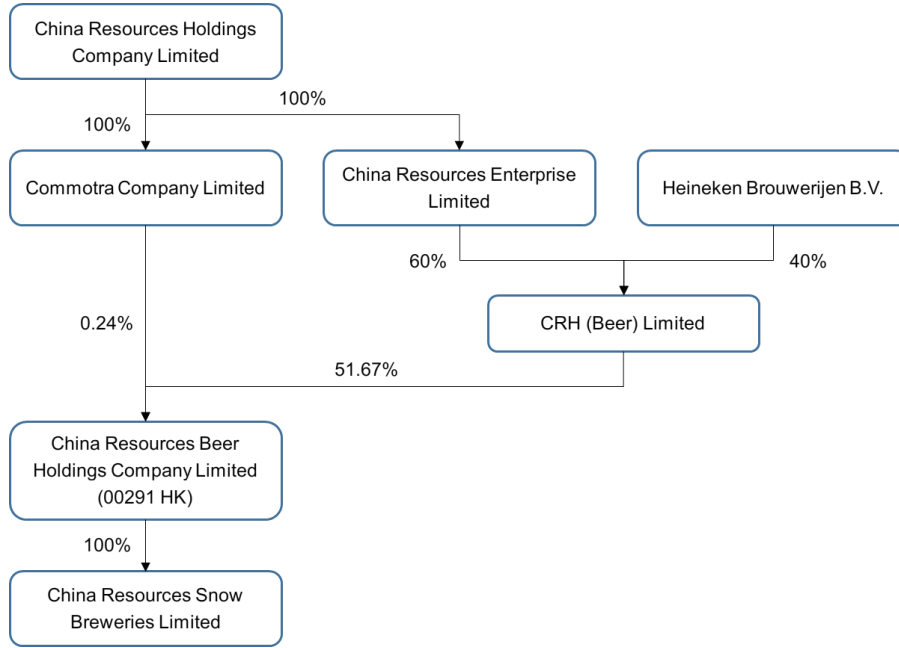 China Resources Holdings
Company Limited
100%
100%
Commotra Company Limited
China Resources Enterprise
Limited
Heineken Brouwerijen B.V.
60%
40%
0.24%
CRH (Beer) Limited
51.67%
China Resources Beer
Holdings Company Limited
(00291 HK)
100%
China Resources Snow
Breweries Limited